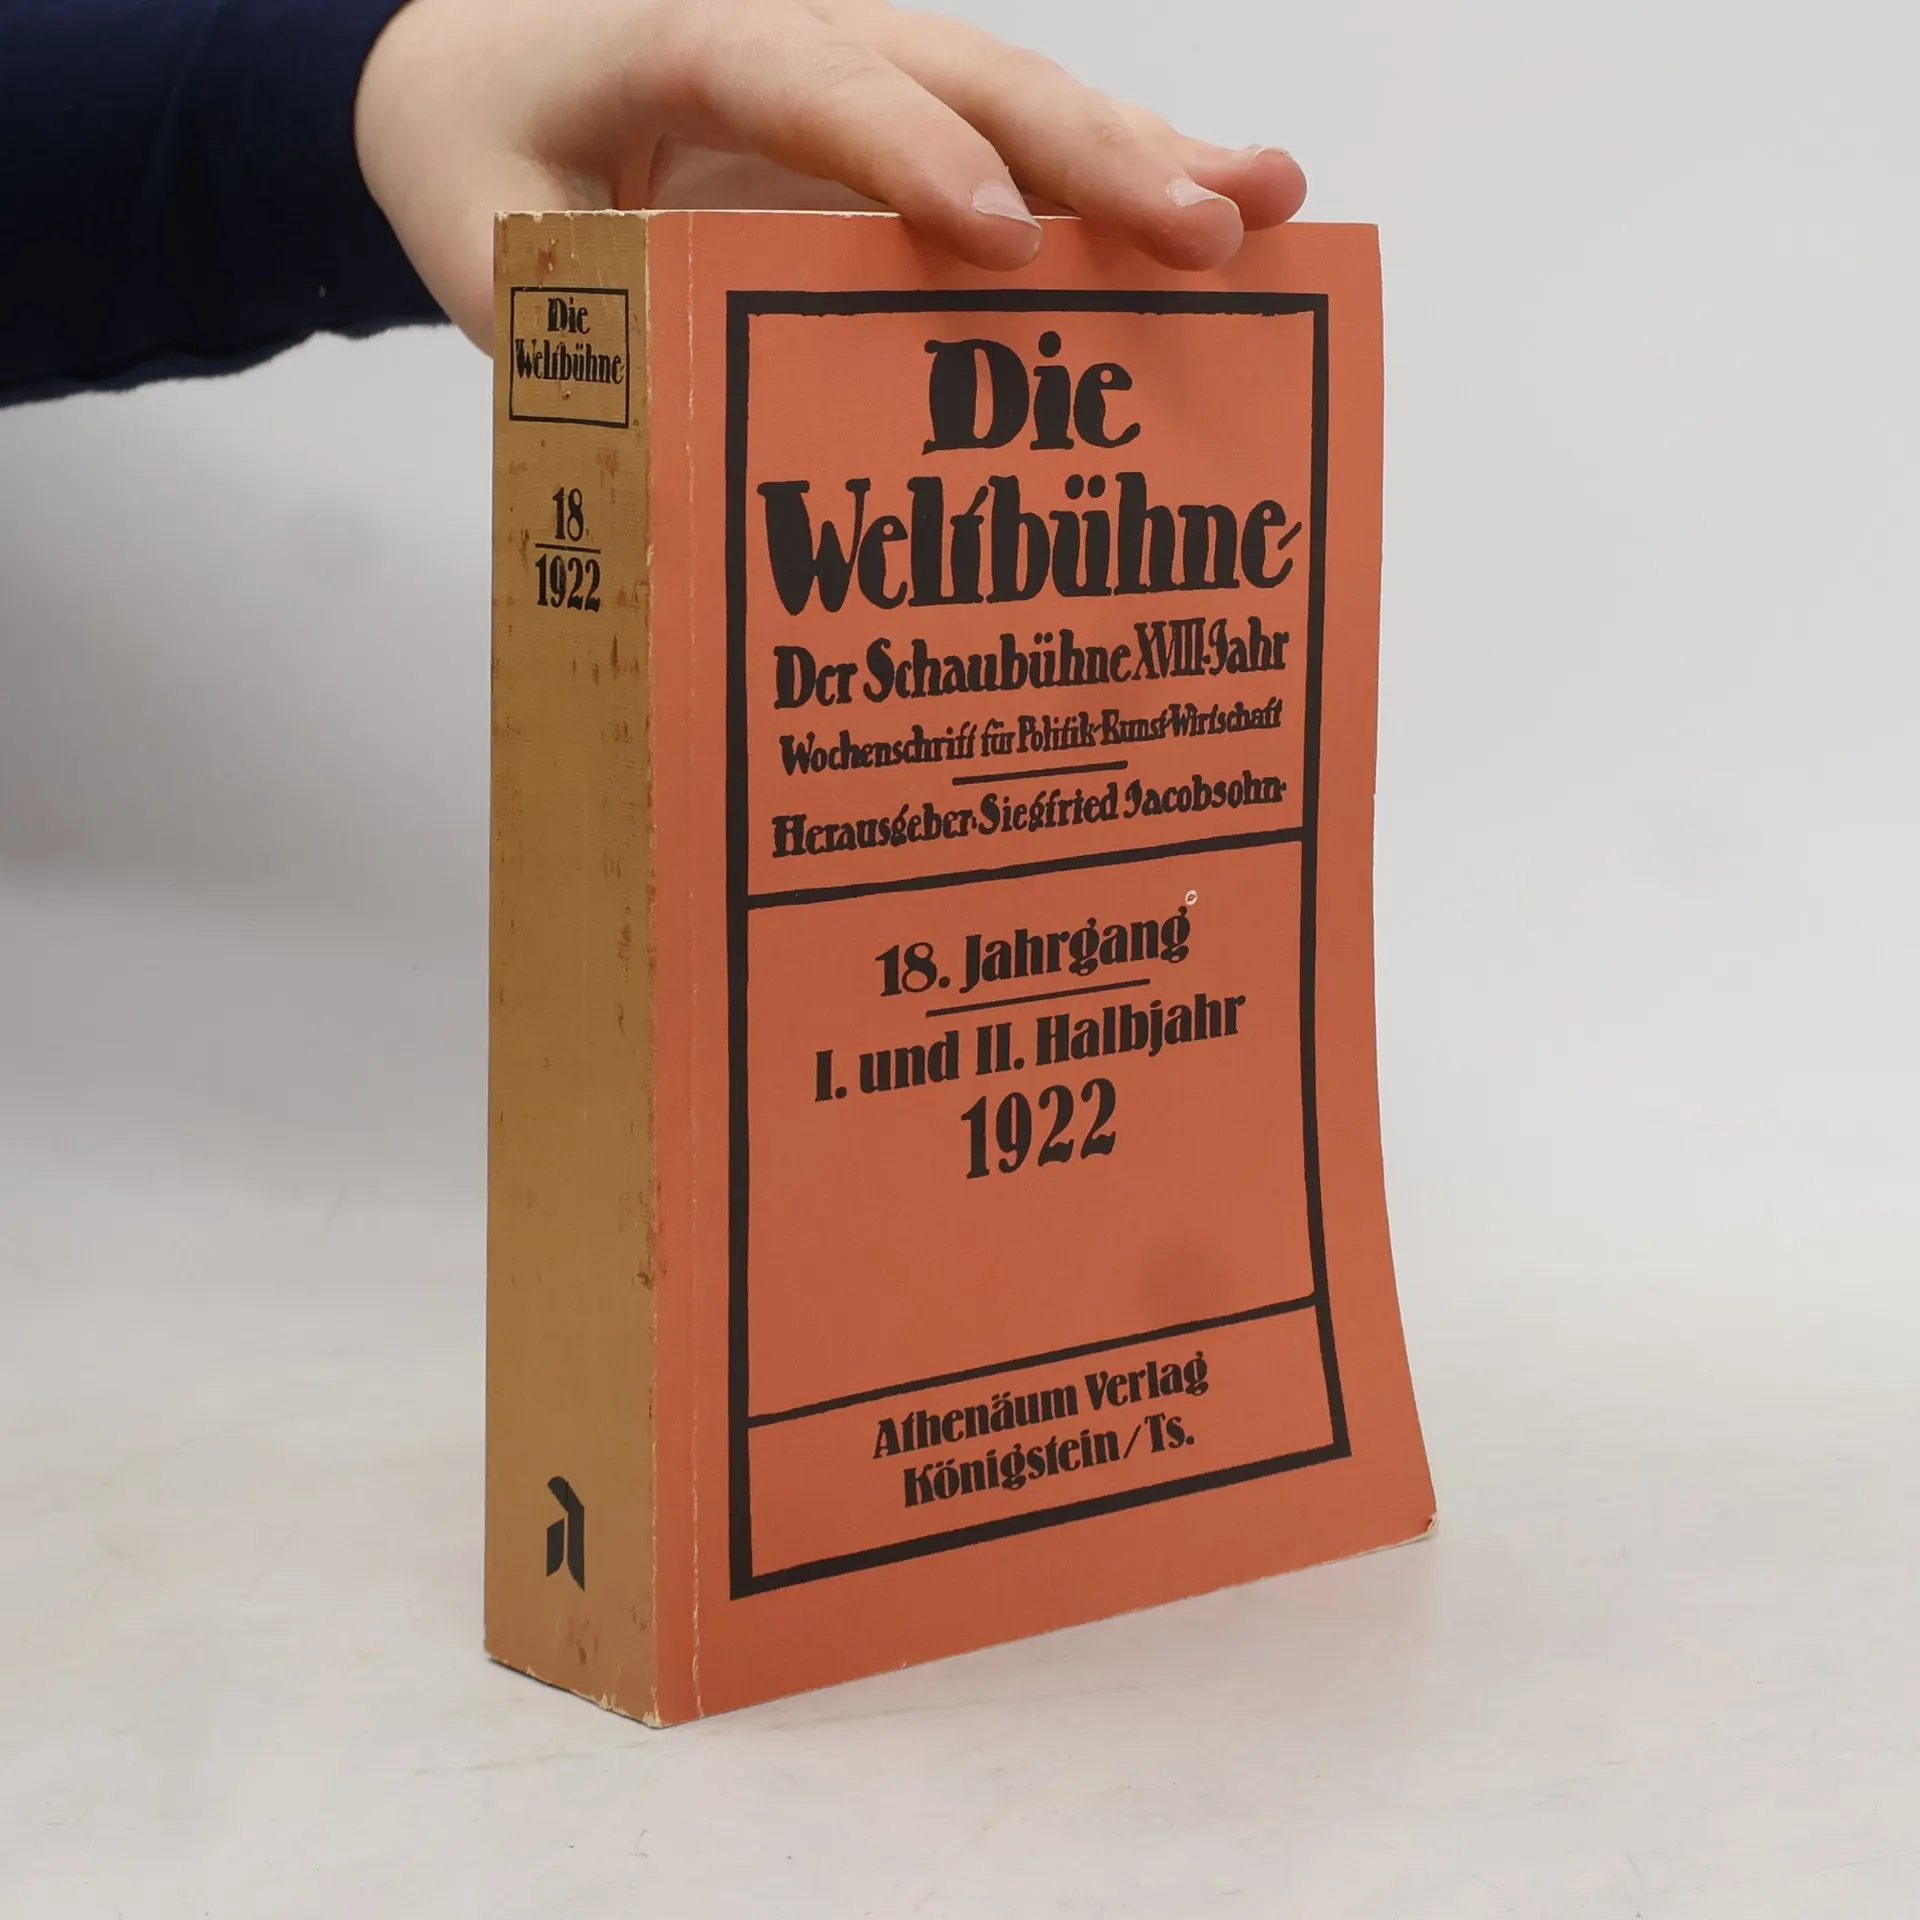 Die
Weltbühne
18
1922
Die
Weltbühne
Der Schaubühne XVIII. Jahr
Wochenschrift für Politik·Kunst·Wirtschaft
Herausgeber: Siegfried Jacobsohn
18. Jahrgang
I. und II. Halbjahr
1922
Athenäum Verlag
Königstein/Ts.